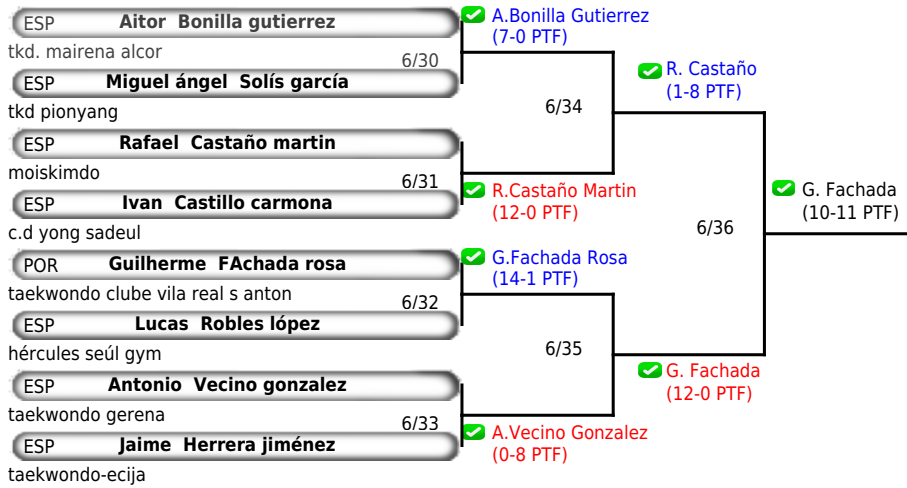 ESP Aitor Bonilla gutierrez
tkd. mairena alcor
6/30
ESP Miguel ángel Solís garcía
tkd pionyang
ESP Rafael Castaño martin
moiskimdo
6/31
ESP Ivan Castillo carmona
c.d yong sadeul
POR Guilherme FAchada rosa
taekwondo clube vila real s anton
6/32
ESP Lucas Robles lópez
hércules seúl gym
ESP Antonio Vecino gonzalez
taekwondo gerena
6/33
ESP Jaime Herrera jiménez
taekwondo-ecija
A.Bonilla Gutierrez
(7-0 PTF)
6/34
R.Castaño Martin
(12-0 PTF)
G.Fachada Rosa
(14-1 PTF)
6/35
A.Vecino Gonzalez
(0-8 PTF)
R. Castaño
(1-8 PTF)
6/36
G. Fachada
(12-0 PTF)
G. Fachada
(10-11 PTF)